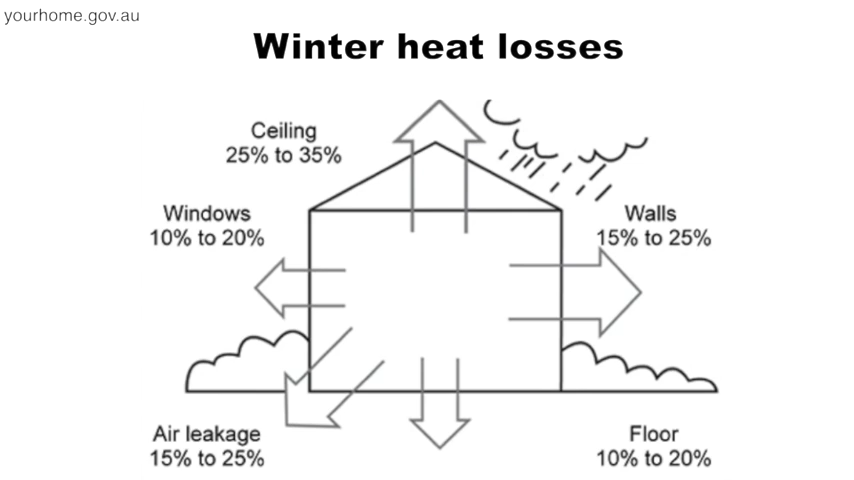 yourhome.gov.au
Winter heat losses
Ceiling
25% to 35%
Windows
10% to 20%
Walls
15% to 25%
Air leakage
15% to 25%
Floor
10% to 20%